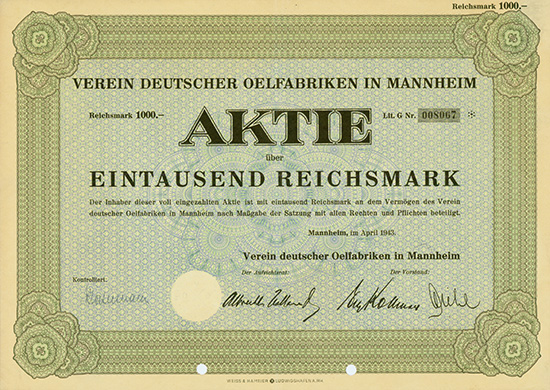 Reichsmark 1000,–
VEREIN DEUTSCHER OELFABRIKEN IN MANNHEIM
Reichsmark 1000,– Lit. G Nr. 008067 *
AKTIE
über
EINTAUSEND REICHSMARK
Der Inhaber dieser voll eingezahlten Aktie ist mit eintausend Reichsmark an dem Vermögen des Verein
deutscher Oelfabriken in Mannheim nach Maßgabe der Satzung mit allen Rechten und Pflichten beteiligt.
Mannheim, im April 1943.
Verein deutscher Oelfabriken in Mannheim
Der Aufsichtsrat: Der Vorstand:
Kontrolliert: